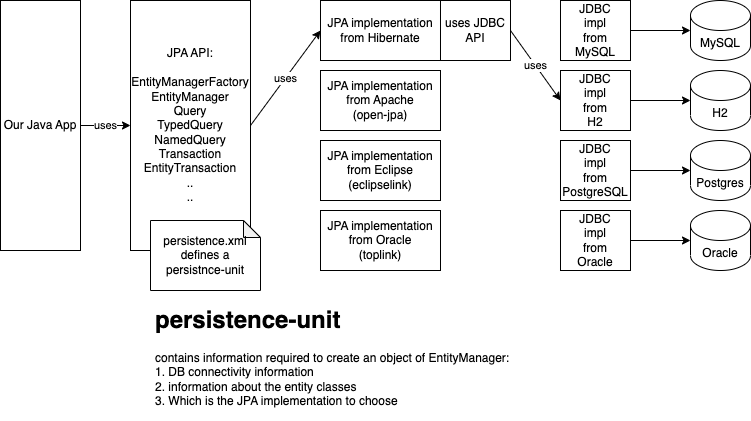 Our Java App
uses
JPA API:
EntityManagerFactory
EntityManager
Query
TypedQuery
NamedQuery
Transaction
EntityTransaction
..
..
persistence.xml
defines a
persistnce-unit
uses
JPA implementation
from Hibernate
uses JDBC
API
JPA implementation
from Apache
(open-jpa)
JPA implementation
from Eclipse
(eclipselink)
JPA implementation
from Oracle
(toplink)
uses
JDBC
impl
from
MySQL
MySQL
JDBC
impl
from
H2
H2
JDBC
impl
from
PostgreSQL
Postgres
JDBC
impl
from
Oracle
Oracle
persistence-unit
contains information required to create an object of EntityManager:
1. DB connectivity information
2. information about the entity classes
3. Which is the JPA implementation to choose